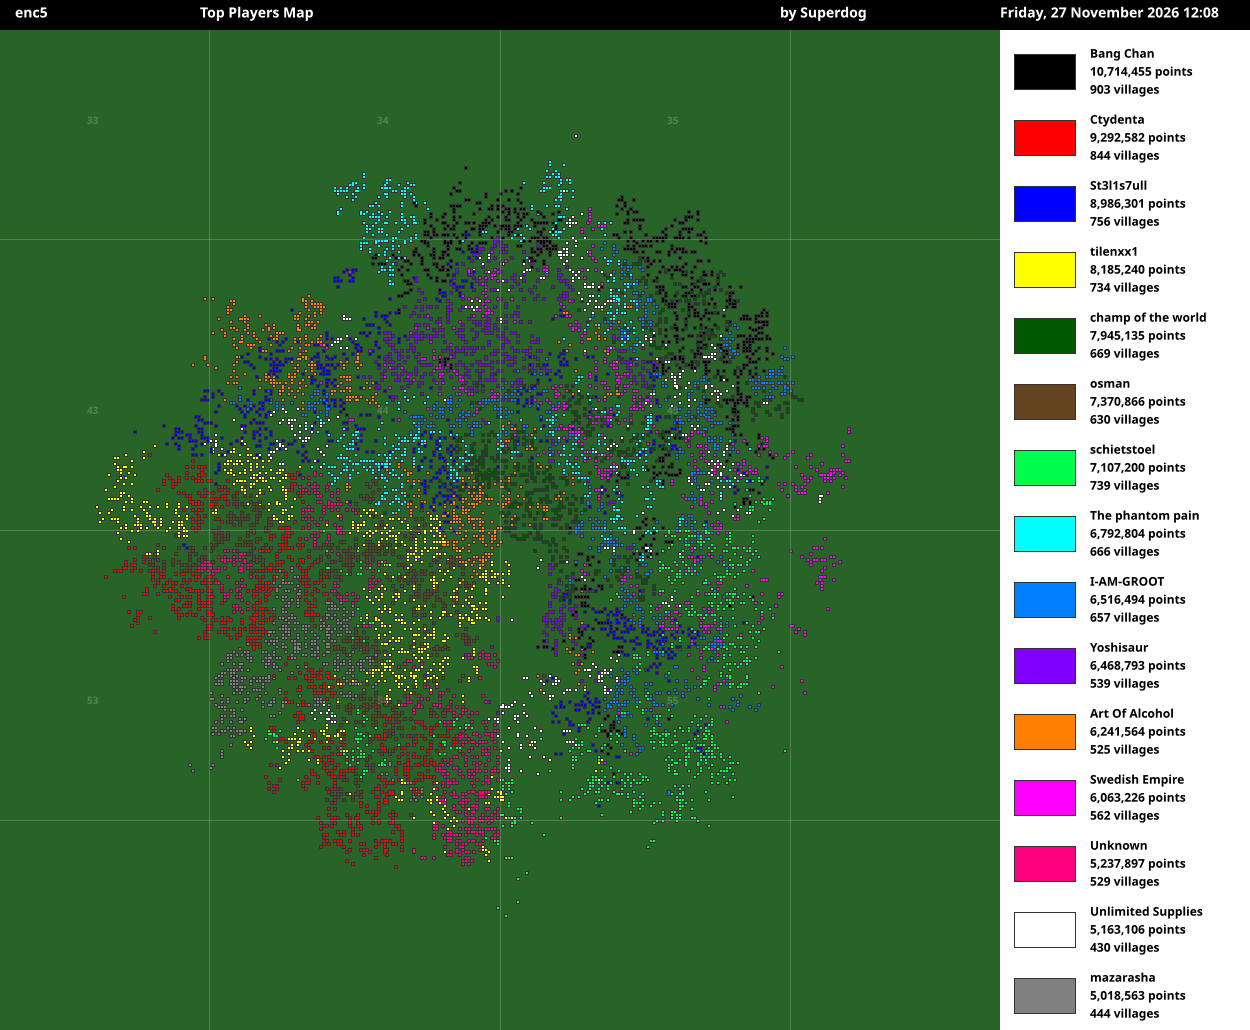 enc5 Top Players Map by Superdog Friday, 27 November 2026 12:08
33 34 35
43 44
53
Bang Chan
10,714,455 points
903 villages
Ctydenta
9,292,582 points
844 villages
St3l1s7ull
8,986,301 points
756 villages
tilenxx1
8,185,240 points
734 villages
champ of the world
7,945,135 points
669 villages
osman
7,370,866 points
630 villages
schietstoel
7,107,200 points
739 villages
The phantom pain
6,792,804 points
666 villages
I-AM-GROOT
6,516,494 points
657 villages
Yoshisaur
6,468,793 points
539 villages
Art Of Alcohol
6,241,564 points
525 villages
Swedish Empire
6,063,226 points
562 villages
Unknown
5,237,897 points
529 villages
Unlimited Supplies
5,163,106 points
430 villages
mazarasha
5,018,563 points
444 villages